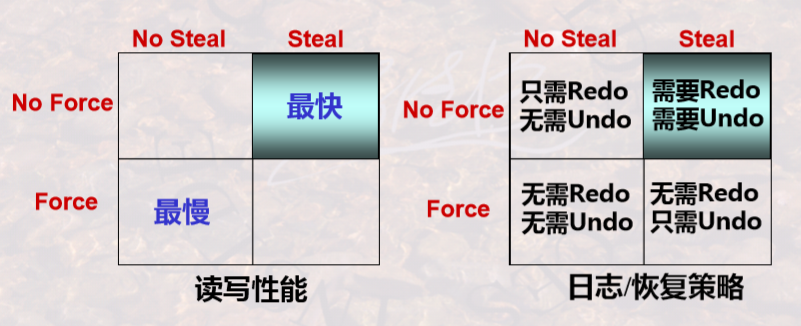 No Steal Steal
No Force 最快
Force 最慢
读写性能
No Steal Steal
No Force 只需Redo 需要Redo
无需Undo 需要Undo
Force 无需Redo 无需Redo
无需Undo 只需Undo
日志/恢复策略